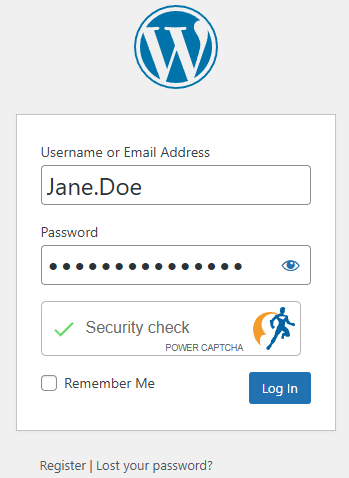 Username or Email Address
Jane.Doe
Password
●●●●●●●●●●●●●●●
Security check
POWER CAPTCHA
Remember Me
Log In
Register | Lost your password?